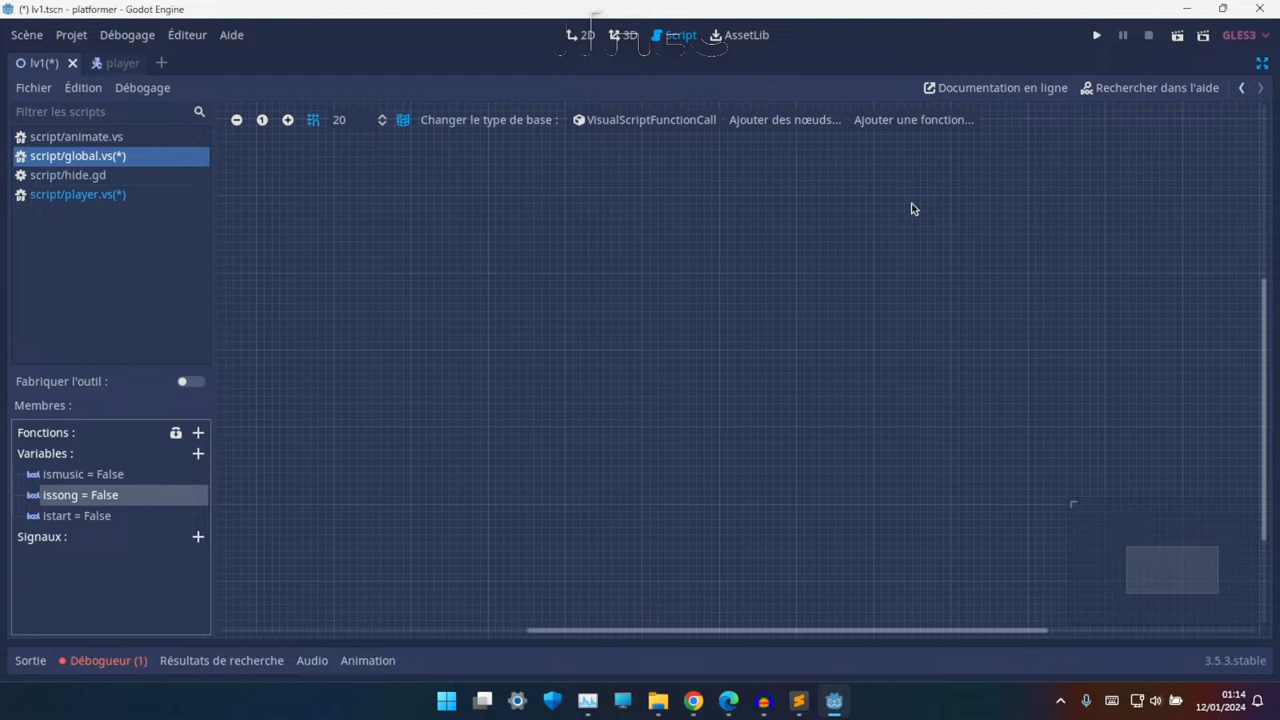 (*) lv1.tscn - platformer - Godot Engine
Scène Projet Débogage Éditeur Aide 2D 3D Script AssetLib GLES3
lv1(*) player
Fichier Édition Débogage Documentation en ligne Rechercher dans l'aide
Filtrer les scripts
20 Changer le type de base : VisualScriptFunctionCall Ajouter des nœuds... Ajouter une fonction...
script/animate.vs
script/global.vs(*)
script/hide.gd
script/player.vs(*)
Fabriquer l'outil :
Membres :
Fonctions :
Variables :
bool ismusic = False
bool issong = False
bool istart = False
Signaux :
Sortie Débogueur (1) Résultats de recherche Audio Animation 3.5.3.stable
01:14
12/01/2024